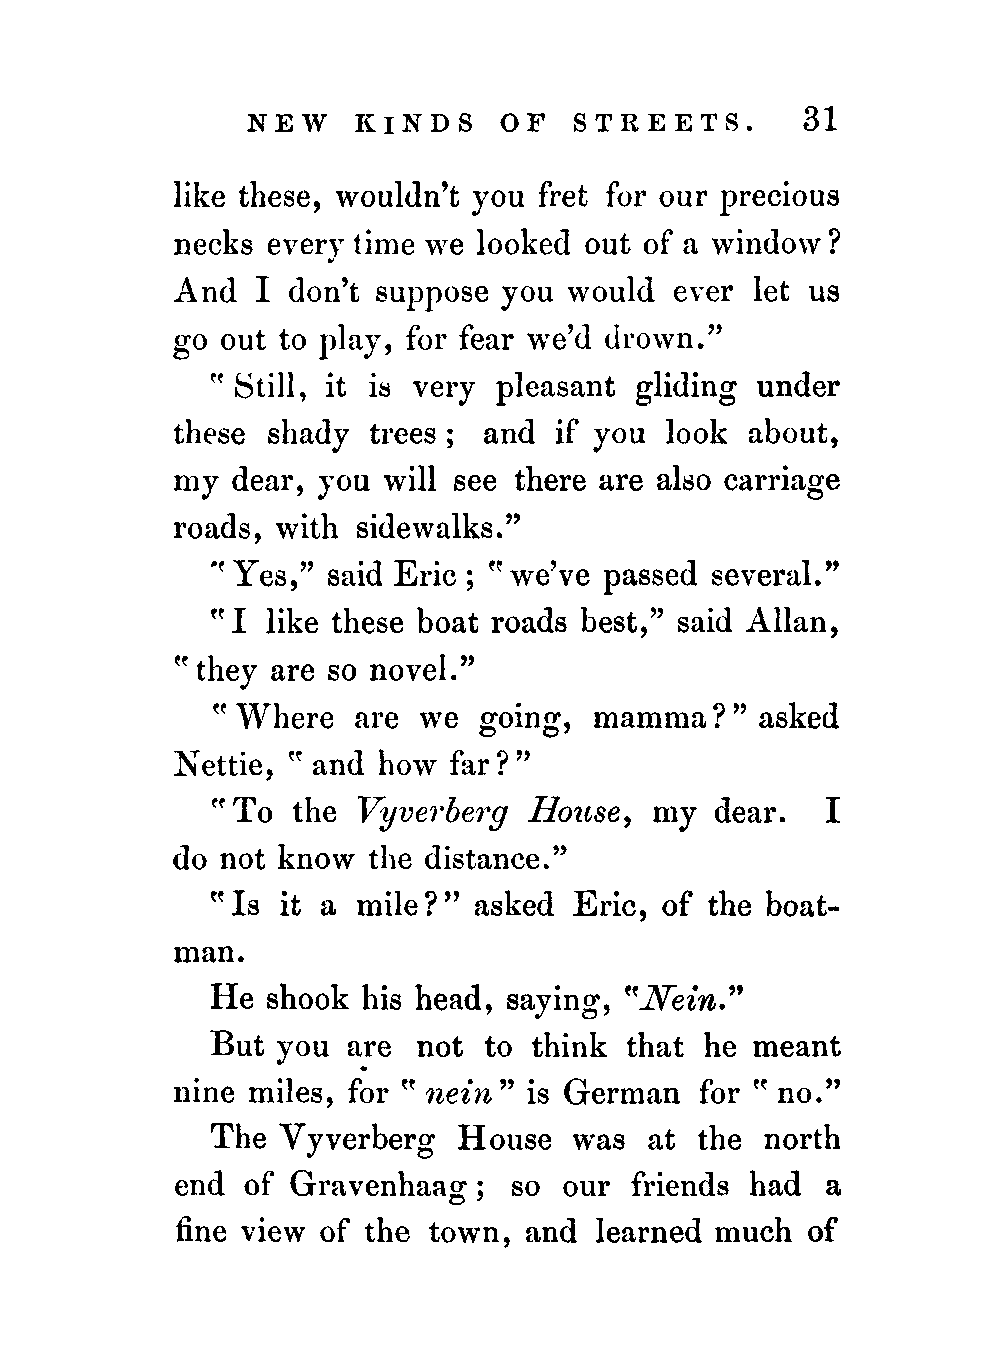 NEW KINDS OF STREETS. 31
like these, wouldn't you fret for our precious
necks every time we looked out of a window?
And I don't suppose you would ever let us
go out to play, for fear we'd drown."
"Still, it is very pleasant gliding under
these shady trees; and if you look about,
my dear, you will see there are also carriage
roads, with sidewalks."
"Yes," said Eric; "we've passed several."
"I like these boat roads best," said Allan,
"they are so novel."
"Where are we going, mamma?" asked
Nettie, "and how far?"
"To the Vyverberg House, my dear. I
do not know the distance."
"Is it a mile?" asked Eric, of the boat-
man.
He shook his head, saying, "Nein."
But you are not to think that he meant
nine miles, for "nein" is German for "no."
The Vyverberg House was at the north
end of Gravenhaag; so our friends had a
fine view of the town, and learned much of